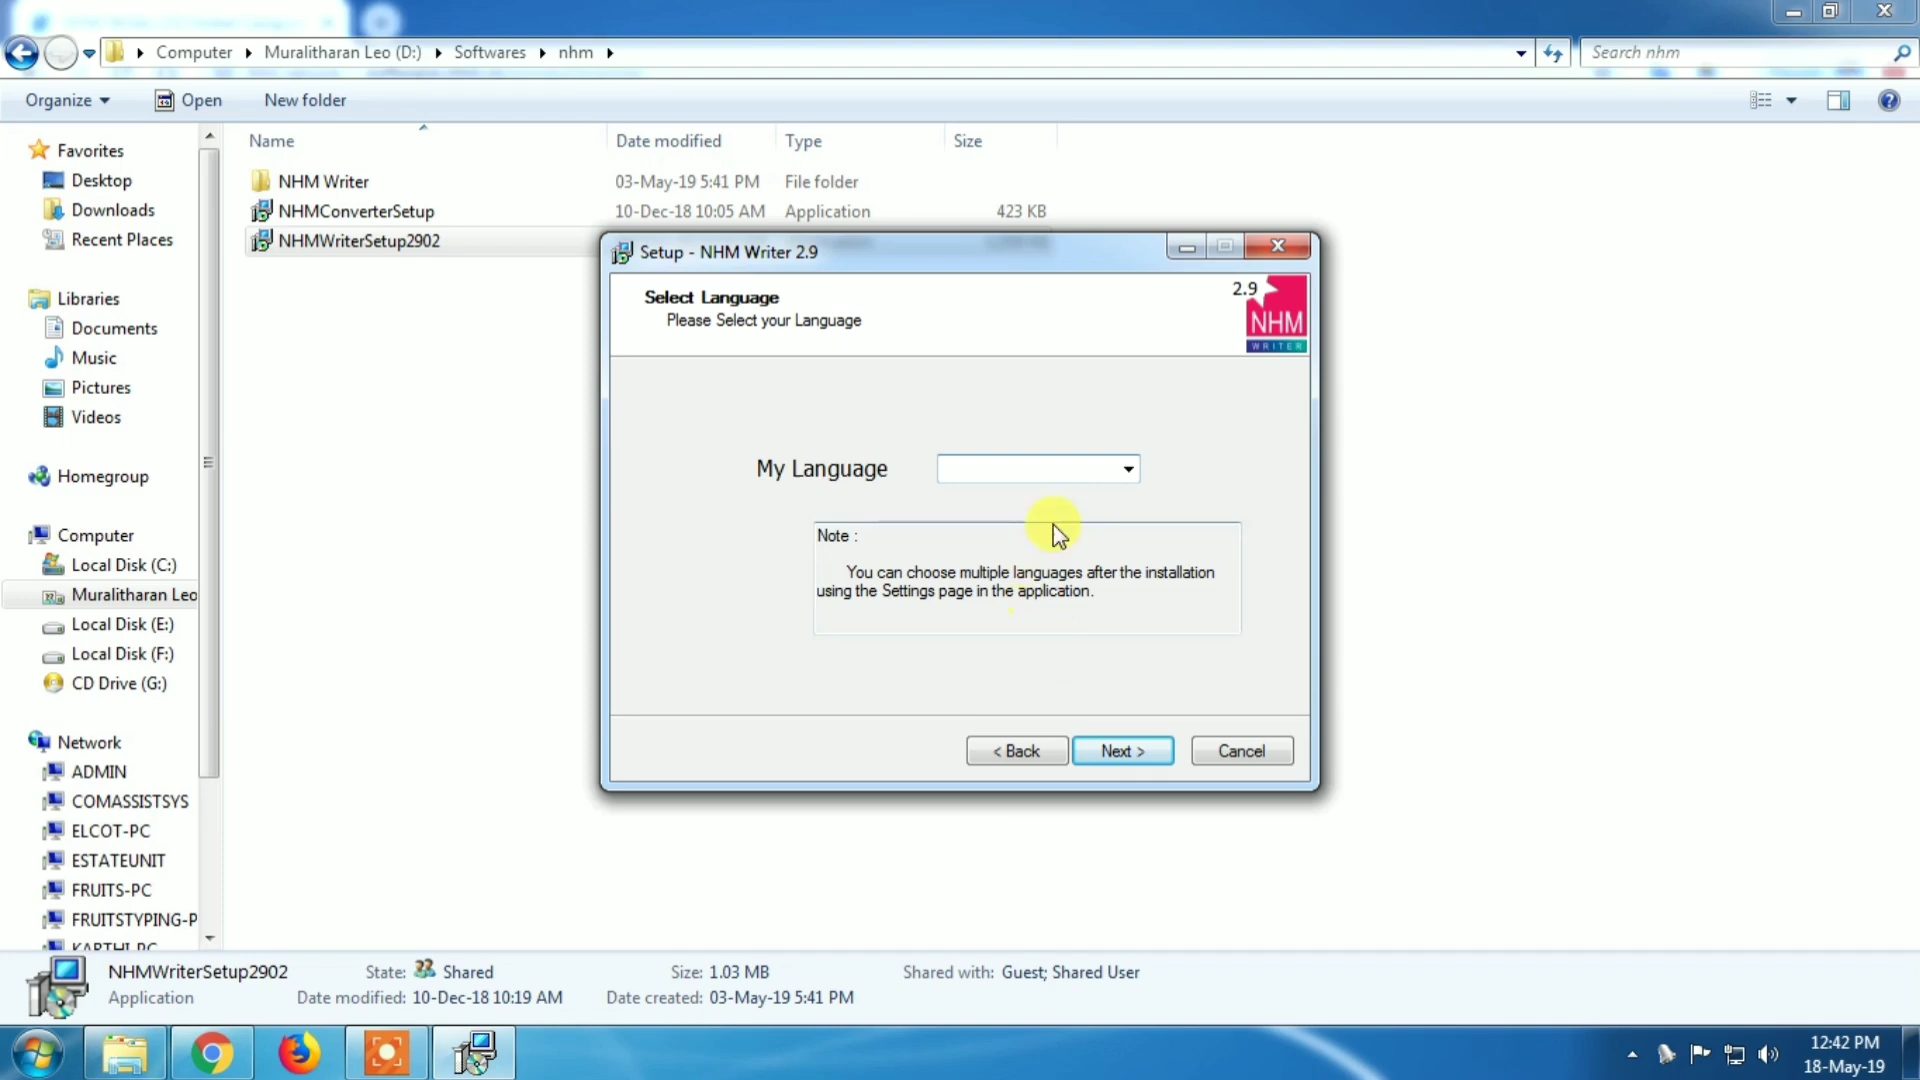 Computer
Muralitharan Leo (D:)
Softwares
nhm
Search nhm
Organize
Open
New folder
Name
Date modified
Type
Size
NHM Writer
03-May-19 5:41 PM
File folder
NHMConverterSetup
10-Dec-18 10:05 AM
Application
423 KB
NHMWriterSetup2902
Favorites
Desktop
Downloads
Recent Places
Libraries
Documents
Music
Pictures
Videos
Homegroup
Computer
Local Disk (C:)
Muralitharan Leo
Local Disk (E:)
Local Disk (F:)
CD Drive (G:)
Network
ADMIN
COMASSISTSYS
ELCOT-PC
ESTATEUNIT
FRUITS-PC
FRUITSTYPING-P
KARTHI-PC
Setup - NHM Writer 2.9
Select Language
Please Select your Language
2.9
NHM
WRITER
My Language
Note :
You can choose multiple languages after the installation
using the Settings page in the application.
< Back
Next >
Cancel
NHMWriterSetup2902
State: Shared
Size: 1.03 MB
Shared with: Guest; Shared User
Application
Date modified: 10-Dec-18 10:19 AM
Date created: 03-May-19 5:41 PM
12:42 PM
18-May-19